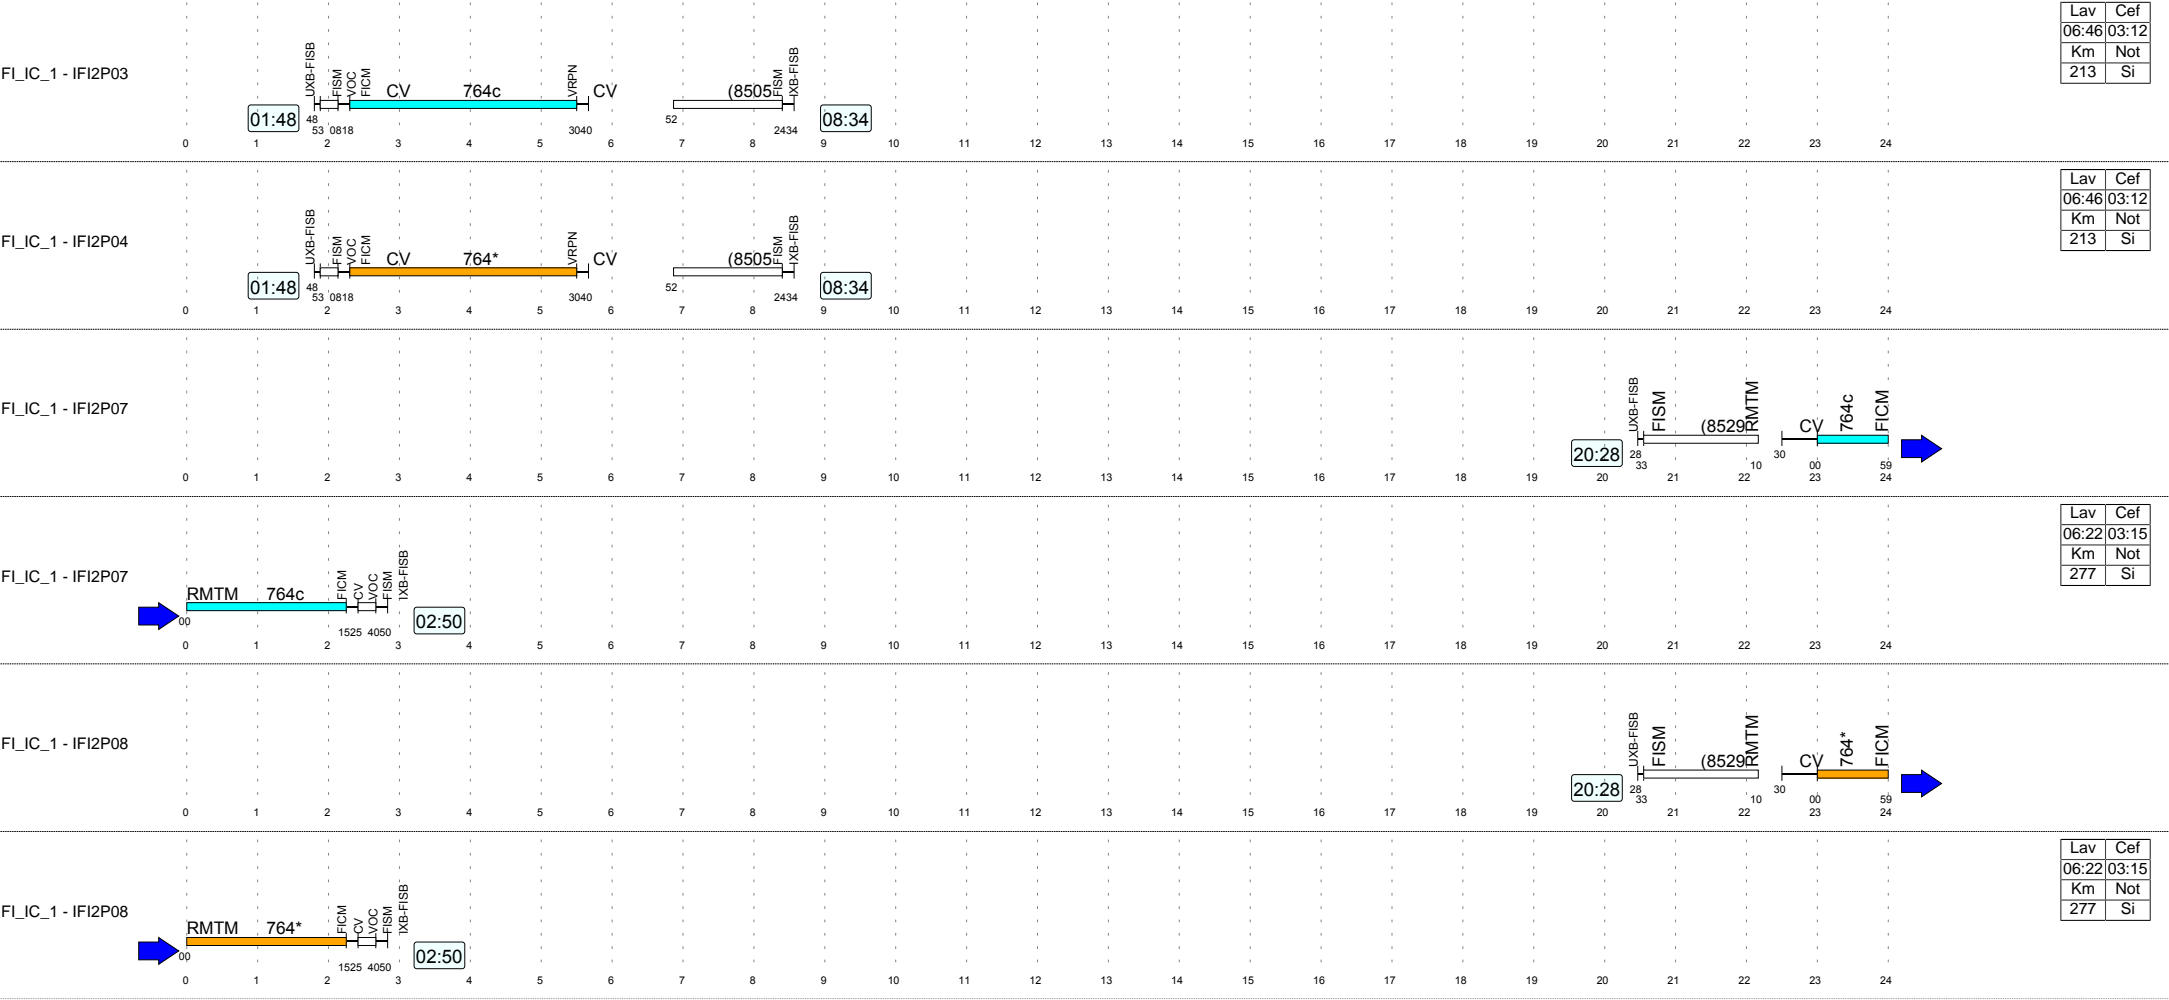 Lav Cef
06:46 03:12
Km Not
213 Si
FI_IC_1 - IFI2P03
UXB-FISB FISM VOC FICM CV 764c VRPN CV (8505 FISM IXB-FISB
01:48 48 52 08:34
53 0818 3040 2434
0 1 2 3 4 5 6 7 8 9 10 11 12 13 14 15 16 17 18 19 20 21 22 23 24
Lav Cef
06:46 03:12
Km Not
213 Si
FI_IC_1 - IFI2P04
UXB-FISB FISM VOC FICM CV 764* VRPN CV (8505 FISM IXB-FISB
01:48 48 52 08:34
53 0818 3040 2434
0 1 2 3 4 5 6 7 8 9 10 11 12 13 14 15 16 17 18 19 20 21 22 23 24
FI_IC_1 - IFI2P07
UXB-FISB FISM (8529 RMTM CV 764c FICM
20:28 28 30
33 10 00 59
0 1 2 3 4 5 6 7 8 9 10 11 12 13 14 15 16 17 18 19 20 21 22 23 24
Lav Cef
06:22 03:15
Km Not
277 Si
FI_IC_1 - IFI2P07
RMTM 764c FICM CV VOC FISM IXB-FISB
00 02:50
1525 4050
0 1 2 3 4 5 6 7 8 9 10 11 12 13 14 15 16 17 18 19 20 21 22 23 24
FI_IC_1 - IFI2P08
UXB-FISB FISM (8529 RMTM CV 764* FICM
20:28 28 30
33 10 00 59
0 1 2 3 4 5 6 7 8 9 10 11 12 13 14 15 16 17 18 19 20 21 22 23 24
Lav Cef
06:22 03:15
Km Not
277 Si
FI_IC_1 - IFI2P08
RMTM 764* FICM CV VOC FISM IXB-FISB
00 02:50
1525 4050
0 1 2 3 4 5 6 7 8 9 10 11 12 13 14 15 16 17 18 19 20 21 22 23 24